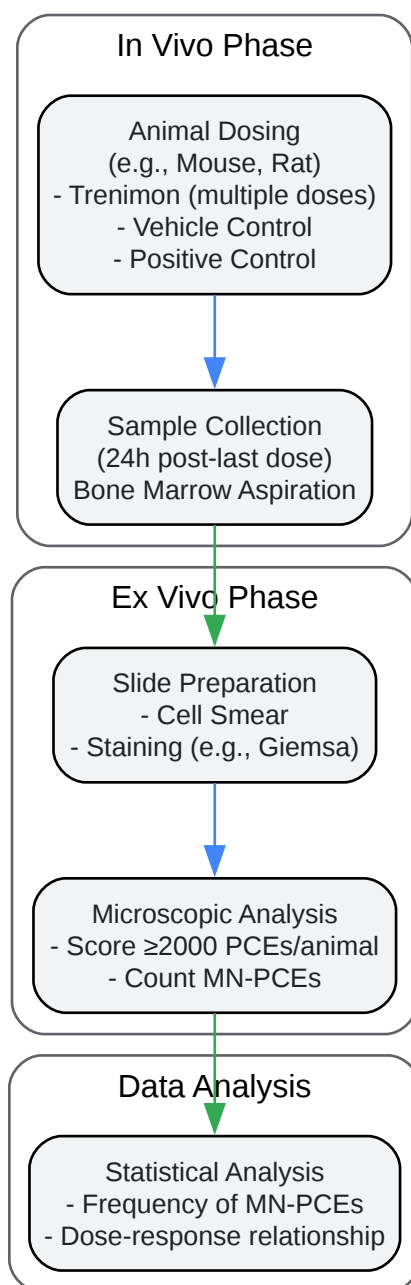 In Vivo Phase
Animal Dosing
(e.g., Mouse, Rat)
- Trenimon (multiple doses)
- Vehicle Control
- Positive Control
Sample Collection
(24h post-last dose)
Bone Marrow Aspiration
Ex Vivo Phase
Slide Preparation
- Cell Smear
- Staining (e.g., Giemsa)
Microscopic Analysis
- Score ≥2000 PCEs/animal
- Count MN-PCEs
Data Analysis
Statistical Analysis
- Frequency of MN-PCEs
- Dose-response relationship